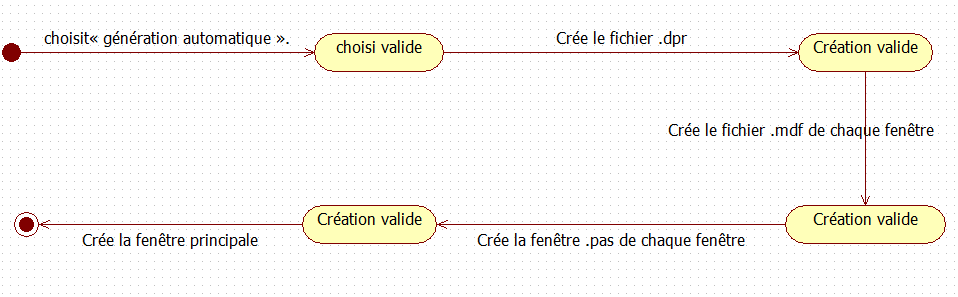 choisit« génération automatique ».
choisi valide
Crée le fichier .dpr
Création valide
Crée le fichier .mdf de chaque fenêtre
Création valide
Crée la fenêtre .pas de chaque fenêtre
Création valide
Crée la fenêtre principale